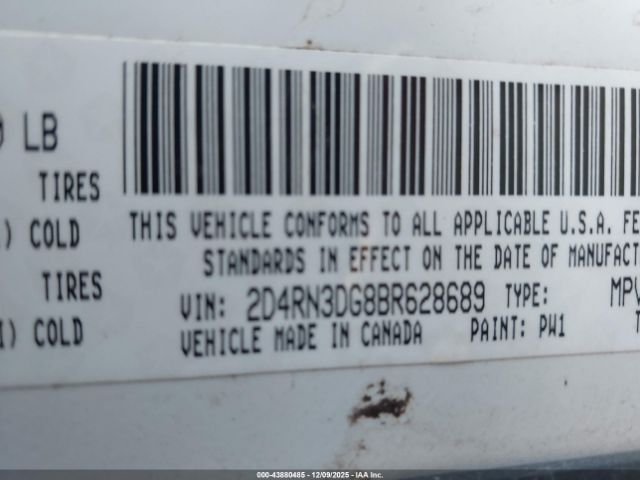 LB
TIRES
COLD
TIRES
COLD
THIS VEHICLE CONFORMS TO ALL APPLICABLE U.S.A. FE
STANDARDS IN EFFECT ON THE DATE OF MANUFACT
VIN: 2D4RN3DG8BR628689 TYPE: MPV
VEHICLE MADE IN CANADA PAINT: PW1
000-43880485 | 12/09/2025 | IAA Inc.